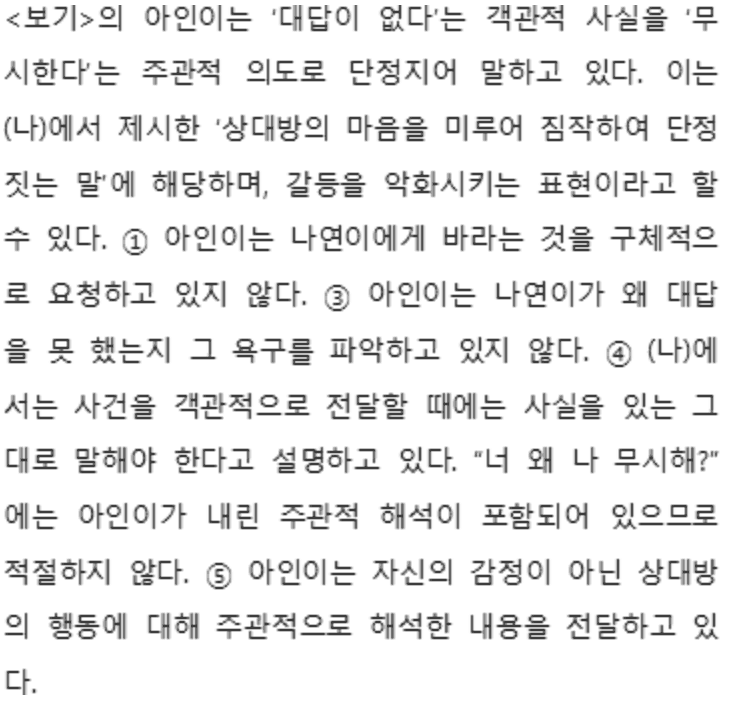 <보기>의 아인이는 '대답이 없다'는 객관적 사실을 '무
시한다'는 주관적 의도로 단정지어 말하고 있다. 이는
(나)에서 제시한 '상대방의 마음을 미루어 짐작하여 단정
짓는 말'에 해당하며, 갈등을 악화시키는 표현이라고 할
수 있다. ① 아인이는 나연이에게 바라는 것을 구체적으
로 요청하고 있지 않다. ③ 아인이는 나연이가 왜 대답
을 못 했는지 그 욕구를 파악하고 있지 않다. ④ (나)에
서는 사건을 객관적으로 전달할 때에는 사실을 있는 그
대로 말해야 한다고 설명하고 있다. "너 왜 나 무시해?"
에는 아인이가 내린 주관적 해석이 포함되어 있으므로
적절하지 않다. ⑤ 아인이는 자신의 감정이 아닌 상대방
의 행동에 대해 주관적으로 해석한 내용을 전달하고 있
다.